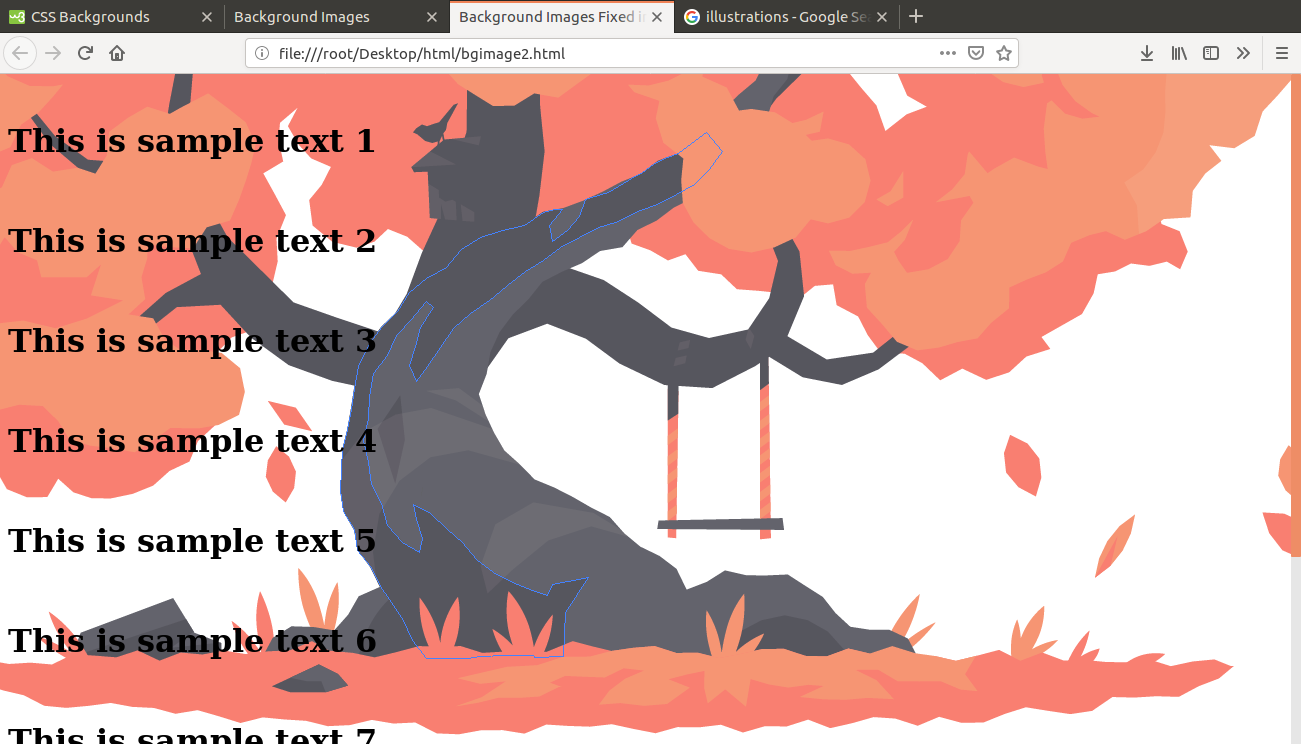 CSS Backgrounds
Background Images
Background Images Fixed i
illustrations - Google Se
file:///root/Desktop/html/bgimage2.html
This is sample text 1
This is sample text 2
This is sample text 3
This is sample text 4
This is sample text 5
This is sample text 6
This is sample text 7